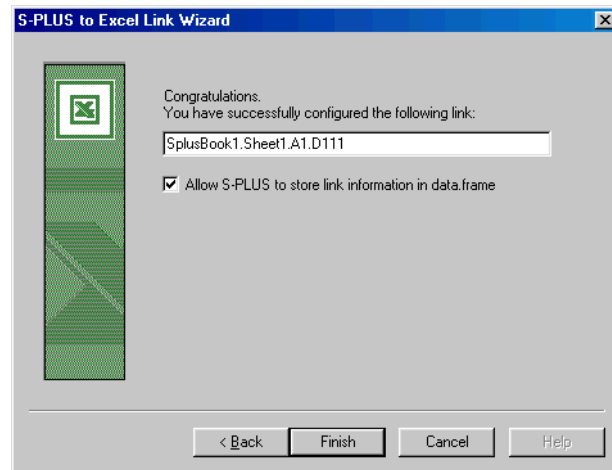 S-PLUS to Excel Link Wizard
Congratulations.
You have successfully configured the following link:
SplusBook1.Sheet1.A1.D111
Allow S-PLUS to store link information in data.frame
< Back
Finish
Cancel
Help